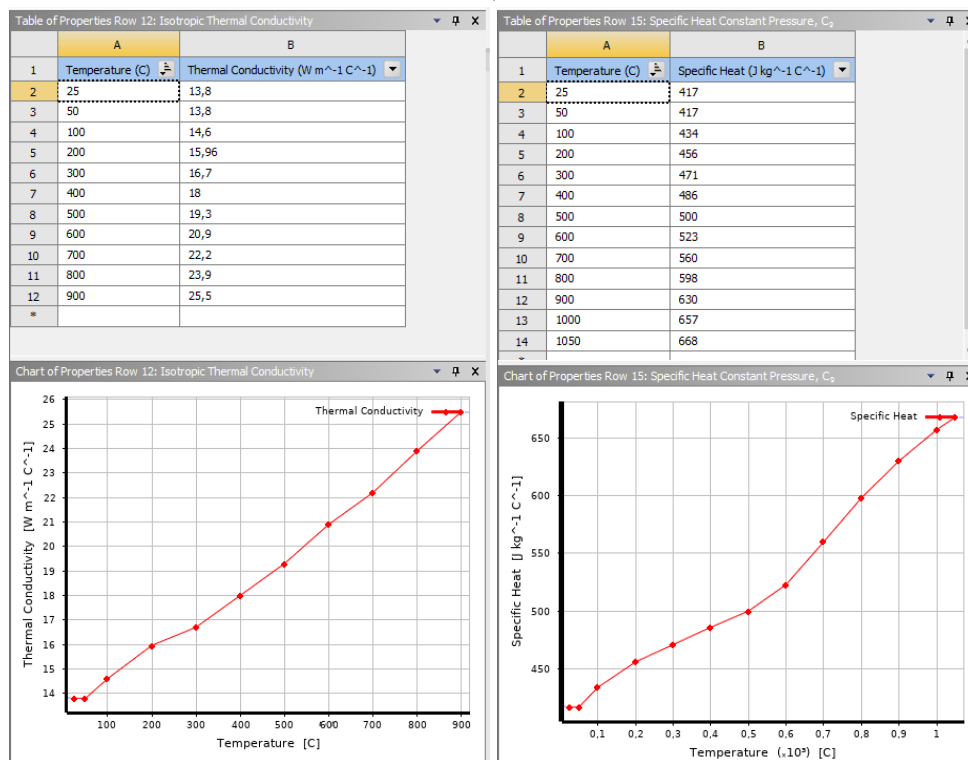 Table of Properties Row 12: Isotropic Thermal Conductivity
A B
1 Temperature (C) Thermal Conductivity (W m^-1 C^-1)
2 25 13,8
3 50 13,8
4 100 14,6
5 200 15,96
6 300 16,7
7 400 18
8 500 19,3
9 600 20,9
10 700 22,2
11 800 23,9
12 900 25,5
*
Table of Properties Row 15: Specific Heat Constant Pressure, Cₚ
A B
1 Temperature (C) Specific Heat (J kg^-1 C^-1)
2 25 417
3 50 417
4 100 434
5 200 456
6 300 471
7 400 486
8 500 500
9 600 523
10 700 560
11 800 598
12 900 630
13 1000 657
14 1050 668
*
Chart of Properties Row 12: Isotropic Thermal Conductivity
Thermal Conductivity
Thermal Conductivity [W m^-1 C^-1]
26
25
24
23
22
21
20
19
18
17
16
15
14
100 200 300 400 500 600 700 800 900
Temperature [C]
Chart of Properties Row 15: Specific Heat Constant Pressure, Cₚ
Specific Heat
Specific Heat [J kg^-1 C^-1]
650
600
550
500
450
0,1 0,2 0,3 0,4 0,5 0,6 0,7 0,8 0,9 1
Temperature (ₓ10³) [C]